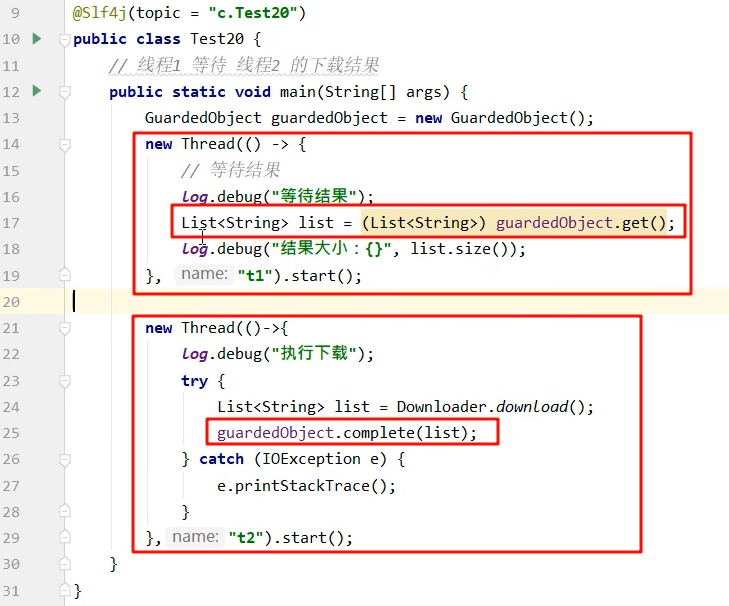 9 @Slf4j(topic = "c.Test20")
10 public class Test20 {
11 // 线程1 等待 线程2 的下载结果
12 public static void main(String[] args) {
13 GuardedObject guardedObject = new GuardedObject();
14 new Thread(() -> {
15 // 等待结果
16 log.debug("等待结果");
17 List<String> list = (List<String>) guardedObject.get();
18 log.debug("结果大小：{}", list.size());
19 }, name: "t1").start();
20
21 new Thread(()->{
22 log.debug("执行下载");
23 try {
24 List<String> list = Downloader.download();
25 guardedObject.complete(list);
26 } catch (IOException e) {
27 e.printStackTrace();
28 }
29 }, name: "t2").start();
30 }
31 }